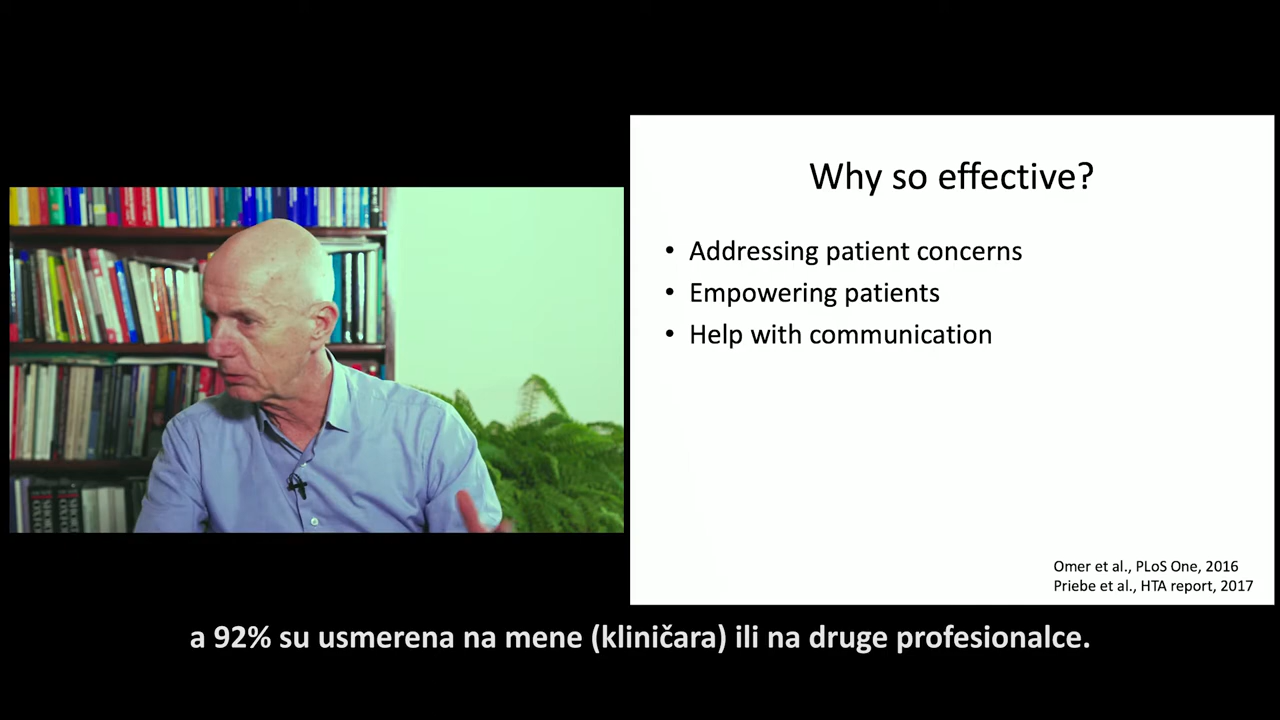 Why so effective?
• Addressing patient concerns
• Empowering patients
• Help with communication
Omer et al., PLoS One, 2016
Priebe et al., HTA report, 2017
a 92% su usmerena na mene (kliničara) ili na druge profesionalce.